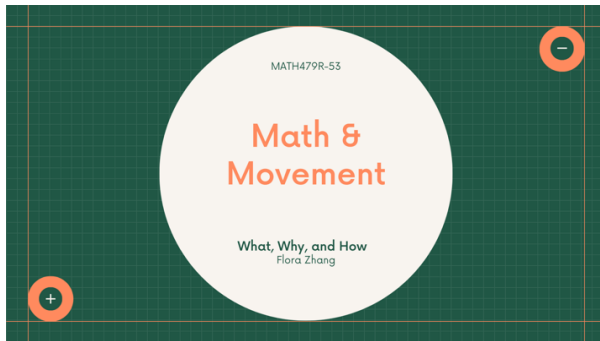 MATH479R-53
−
Math &
Movement
What, Why, and How
Flora Zhang
+